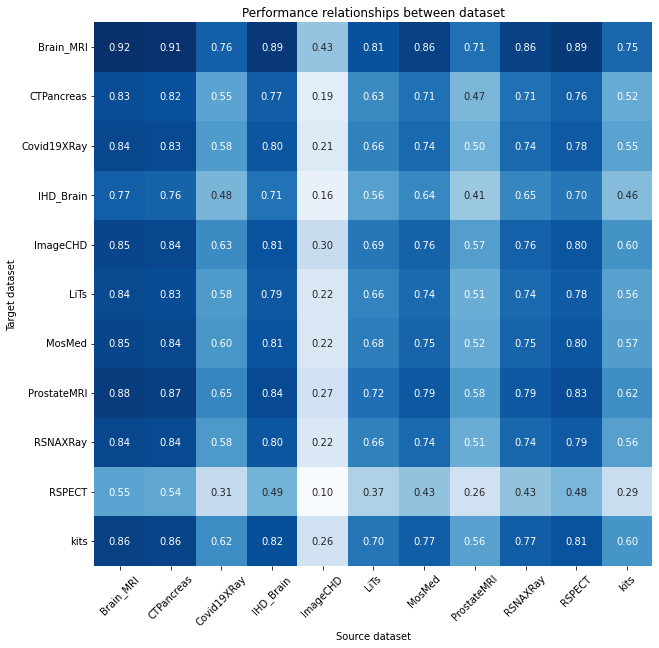 Performance relationships between dataset
Target dataset
Brain_MRI 0.92 0.91 0.76 0.89 0.43 0.81 0.86 0.71 0.86 0.89 0.75
CTPancreas 0.83 0.82 0.55 0.77 0.19 0.63 0.71 0.47 0.71 0.76 0.52
Covid19XRay 0.84 0.83 0.58 0.80 0.21 0.66 0.74 0.50 0.74 0.78 0.55
IHD_Brain 0.77 0.76 0.48 0.71 0.16 0.56 0.64 0.41 0.65 0.70 0.46
ImageCHD 0.85 0.84 0.63 0.81 0.30 0.69 0.76 0.57 0.76 0.80 0.60
LiTs 0.84 0.83 0.58 0.79 0.22 0.66 0.74 0.51 0.74 0.78 0.56
MosMed 0.85 0.84 0.60 0.81 0.22 0.68 0.75 0.52 0.75 0.80 0.57
ProstateMRI 0.88 0.87 0.65 0.84 0.27 0.72 0.79 0.58 0.79 0.83 0.62
RSNAXRay 0.84 0.84 0.58 0.80 0.22 0.66 0.74 0.51 0.74 0.79 0.56
RSPECT 0.55 0.54 0.31 0.49 0.10 0.37 0.43 0.26 0.43 0.48 0.29
kits 0.86 0.86 0.62 0.82 0.26 0.70 0.77 0.56 0.77 0.81 0.60
Brain_MRI CTPancreas Covid19XRay IHD_Brain ImageCHD LiTs MosMed ProstateMRI RSNAXRay RSPECT kits
Source dataset